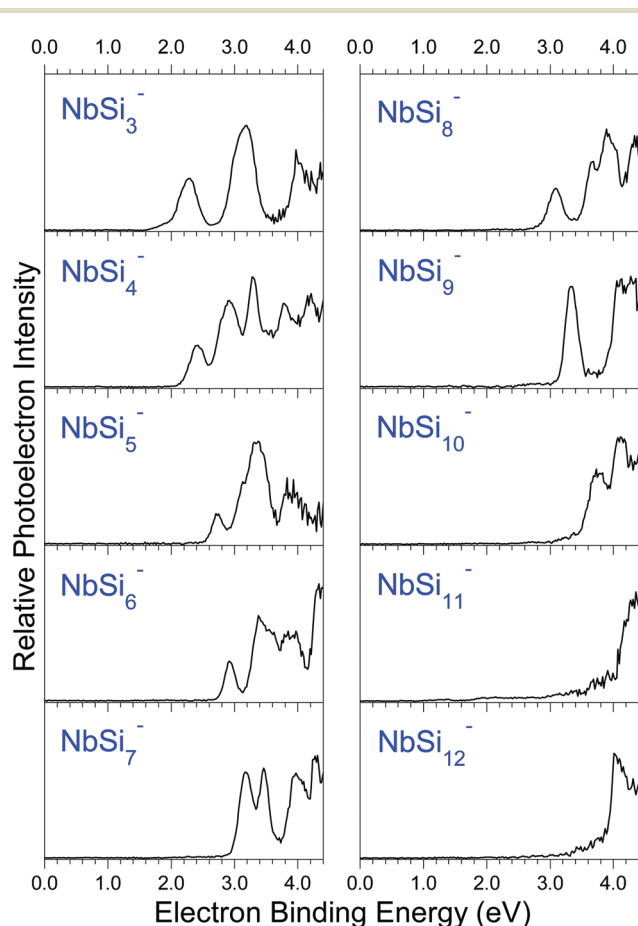 0.0 1.0 2.0 3.0 4.0
0.0 1.0 2.0 3.0 4.0
NbSi₃⁻
NbSi₄⁻
NbSi₅⁻
NbSi₆⁻
NbSi₇⁻
NbSi₈⁻
NbSi₉⁻
NbSi₁₀⁻
NbSi₁₁⁻
NbSi₁₂⁻
Relative Photoelectron Intensity
0.0 1.0 2.0 3.0 4.0
0.0 1.0 2.0 3.0 4.0
Electron Binding Energy (eV)